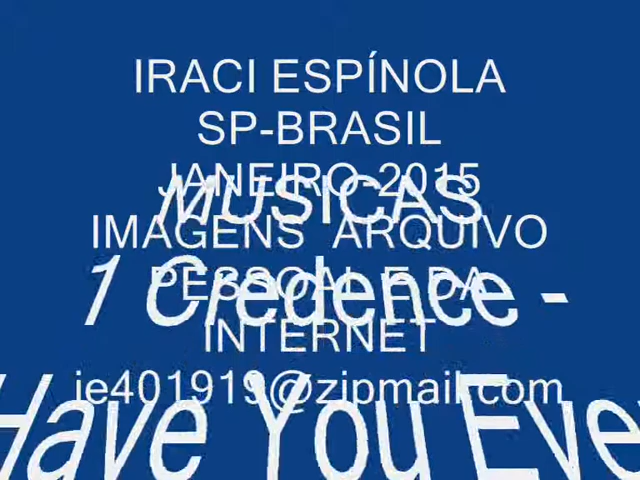 IRACI ESPÍNOLA
SP-BRASIL
JANEIRO-2015
MÚSICAS
IMAGENS ARQUIVO
PESSOAL E DA
1 Credence -
INTERNET
ie401919@zipmail.com
Have You Eve